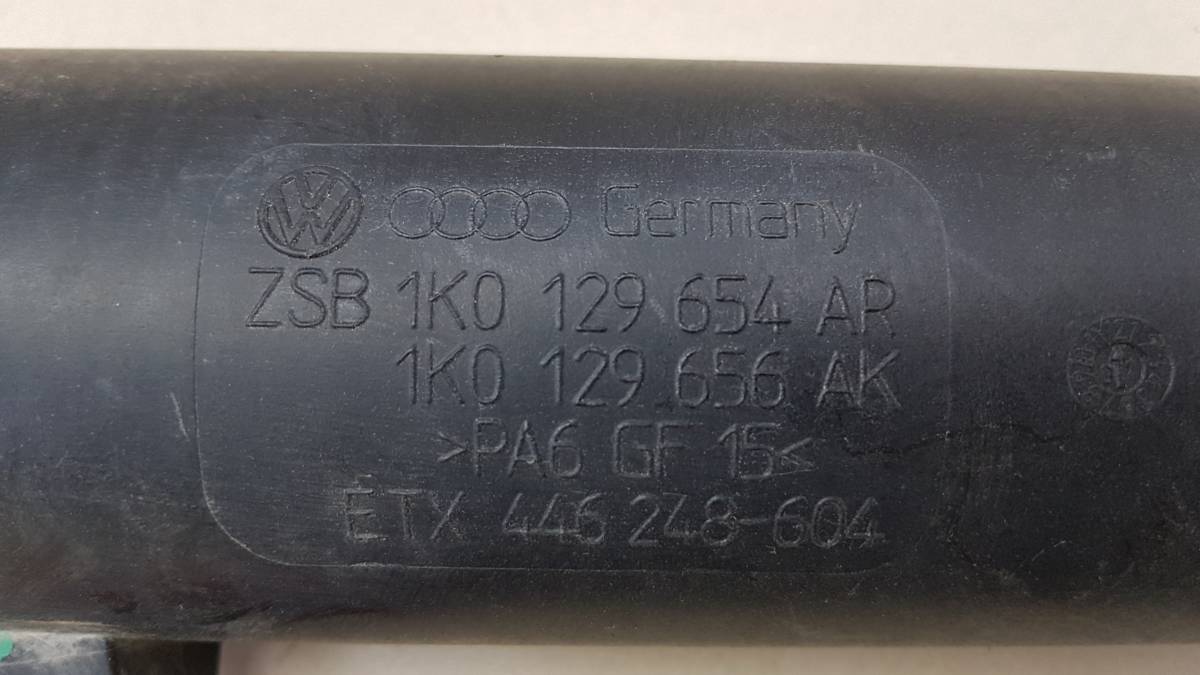 Germany
ZSB 1K0 129 654 AR
1K0 129 656 AK
>PA6 GF 15<
ETX 446 248-604